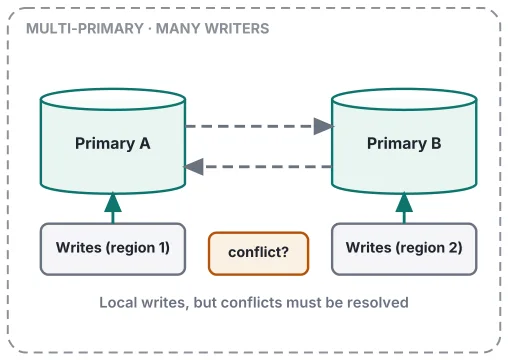 MULTI-PRIMARY · MANY WRITERS
Primary A
Primary B
Writes (region 1)
conflict?
Writes (region 2)
Local writes, but conflicts must be resolved